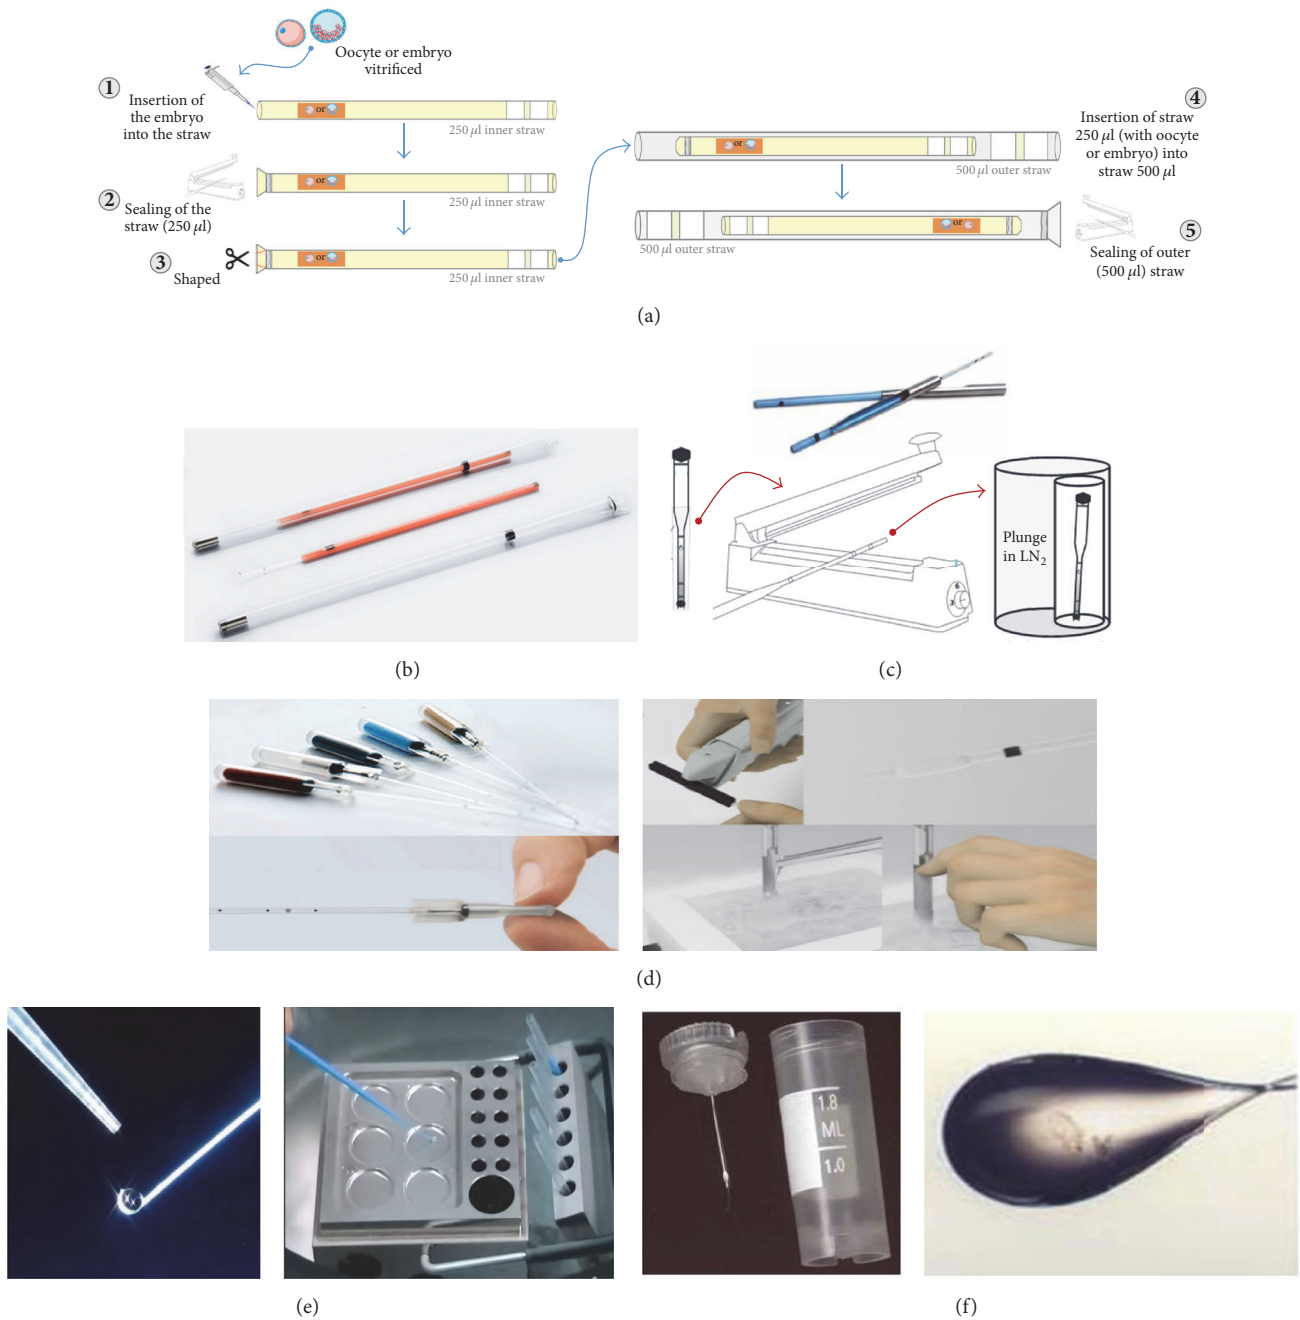 Oocyte or embryo
vitrificed
1
Insertion of
the embryo
into the straw
or
250 µl inner straw
2
Sealing of the
straw (250 µl)
or
250 µl inner straw
3
Shaped
or
250 µl inner straw
4
Insertion of straw
250 µl (with oocyte
or embryo) into
straw 500 µl
or
500 µl outer straw
or
500 µl outer straw
5
Sealing of outer
(500 µl) straw
(a)
(b)
Plunge
in LN2
6
3
(c)
(d)
(e)
1.8
ML
1.0
(f)